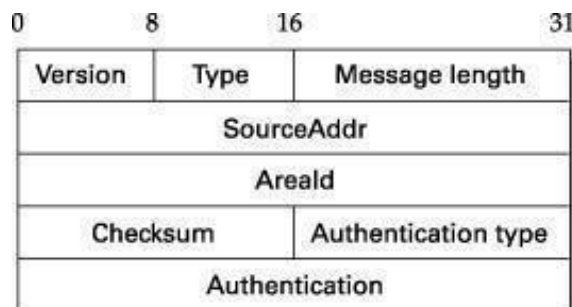 0 8 16 31
Version Type Message length
SourceAddr
AreaId
Checksum Authentication type
Authentication